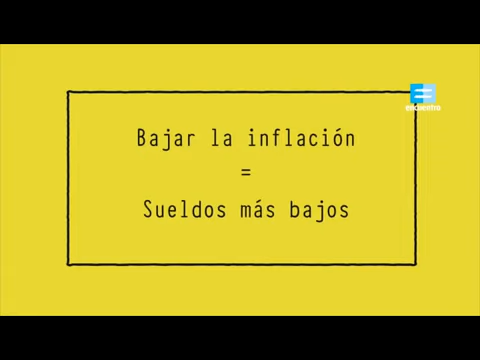 encuentro
Bajar la inflación
=
Sueldos más bajos